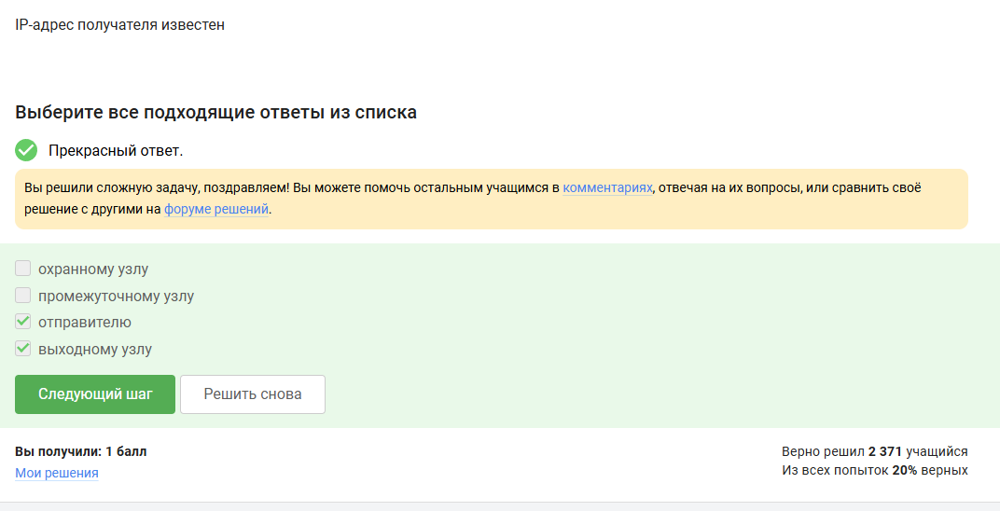 IP-адрес получателя известен
Выберите все подходящие ответы из списка
Прекрасный ответ.
Вы решили сложную задачу, поздравляем! Вы можете помочь остальным учащимся в комментариях, отвечая на их вопросы, или сравнить своё
решение с другими на форуме решений.
охранному узлу
промежуточному узлу
отправителю
выходному узлу
Следующий шаг
Решить снова
Вы получили: 1 балл
Мои решения
Верно решил 2 371 учащийся
Из всех попыток 20% верных